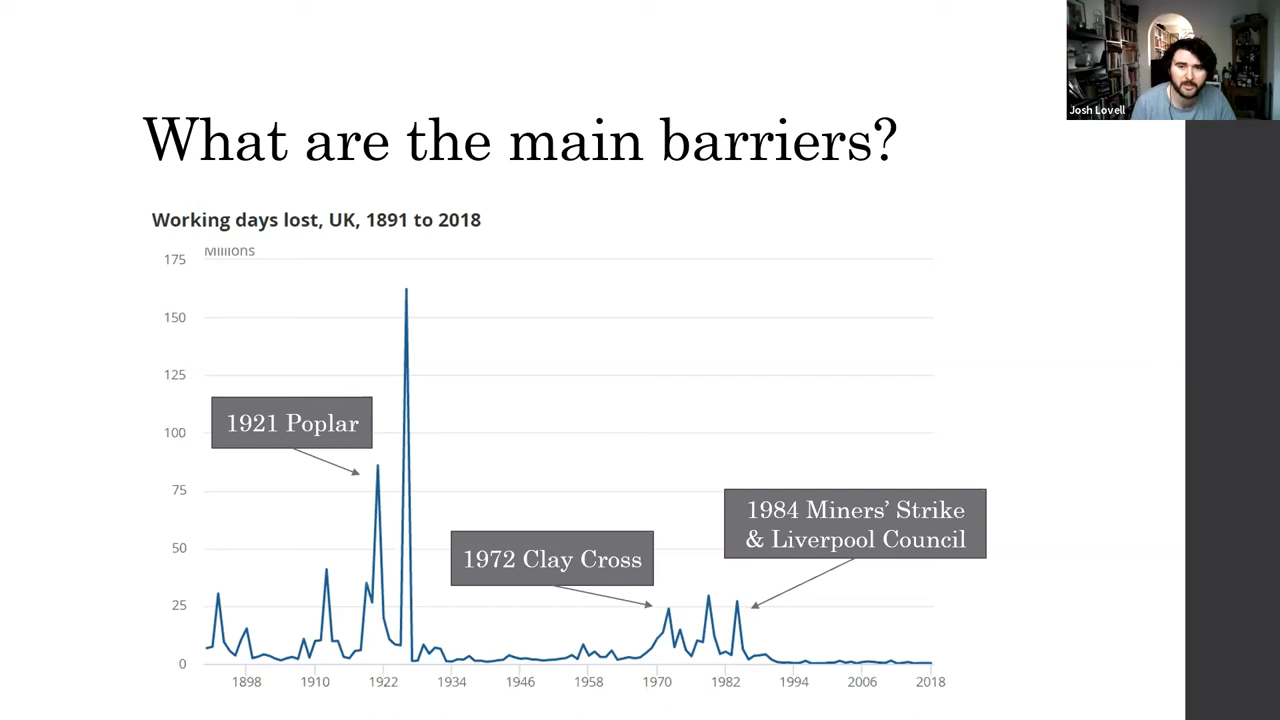 Josh Lovell
What are the main barriers?
Working days lost, UK, 1891 to 2018
Millions
175
150
125
100
75
50
25
0
1921 Poplar
1972 Clay Cross
1984 Miners’ Strike
& Liverpool Council
1898 1910 1922 1934 1946 1958 1970 1982 1994 2006 2018